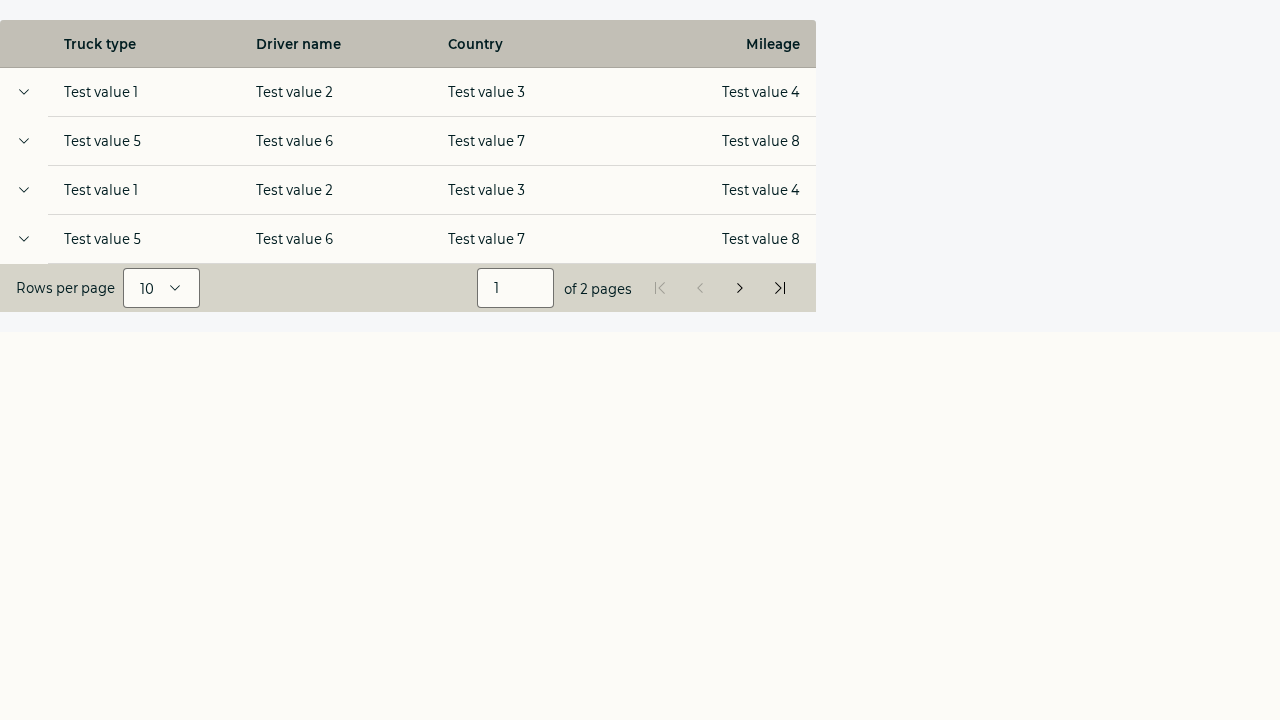 Truck type Driver name Country Mileage
Test value 1 Test value 2 Test value 3 Test value 4
Test value 5 Test value 6 Test value 7 Test value 8
Test value 1 Test value 2 Test value 3 Test value 4
Test value 5 Test value 6 Test value 7 Test value 8
Rows per page 10 1 of 2 pages